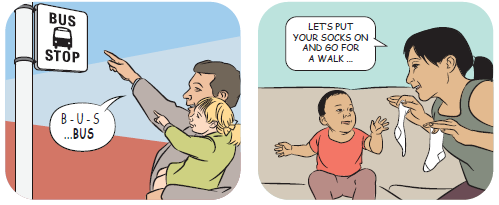 BUS
STOP
B - U - S
...BUS
LET'S PUT
YOUR SOCKS ON
AND GO FOR
A WALK ...